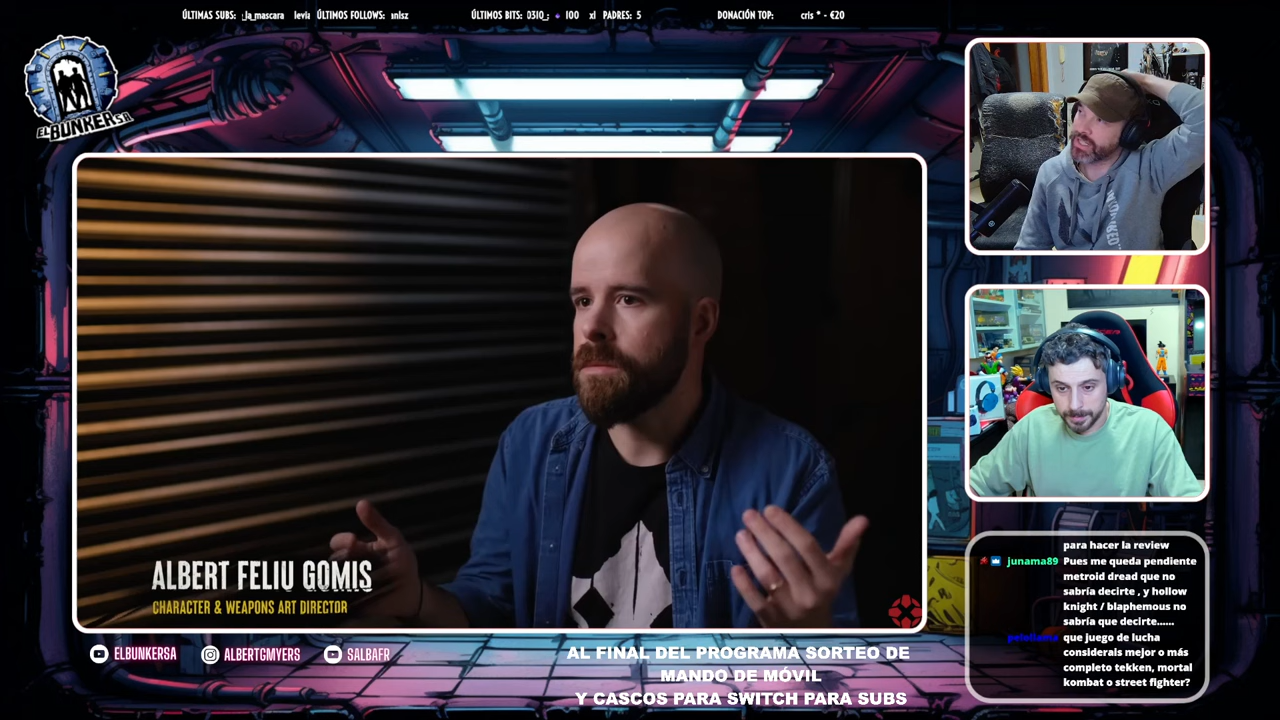 ÚLTIMAS SUBS: _la_mascara levi ÚLTIMOS FOLLOWS: ÚLTIMOS BITS: 100 xl PADRES: 5 DONACIÓN TOP: cris * - €20
EL BUNKER SA
ALBERT FELIU GOMIS
CHARACTER & WEAPONS ART DIRECTOR
ELBUNKERSA ALBERTGMYERS SALBAFR
AL FINAL DEL PROGRAMA SORTEO DE
MANDO DE MÓVIL
Y CASCOS PARA SWITCH PARA SUBS
para hacer la review
junama89 Pues me queda pendiente
metroid dread que no
sabría decirte , y hollow
knight / blaphemous no
sabría que decirte......
que juego de lucha
considerais mejor o más
completo tekken, mortal
kombat o street fighter?